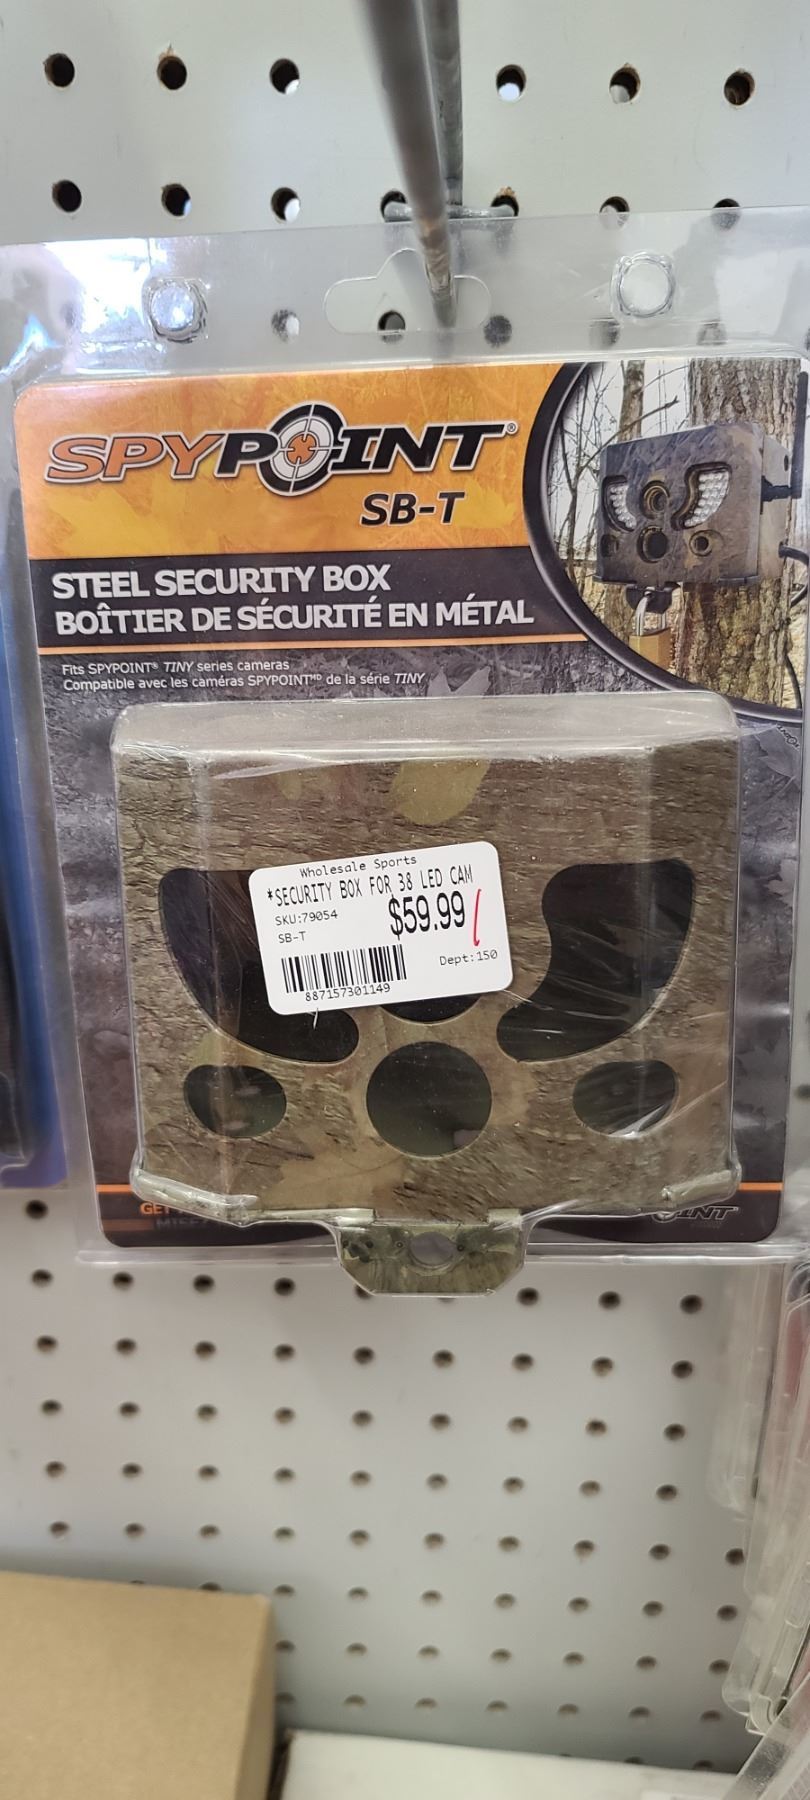 SPYPOINT®
SB-T
STEEL SECURITY BOX
BOÎTIER DE SÉCURITÉ EN MÉTAL
Fits SPYPOINT® TINY series cameras
Compatible avec les caméras SPYPOINTMD de la série TINY
Wholesale Sports
*SECURITY BOX FOR 38 LED CAM
SKU:79054
$59.99
SB-T
Dept:150
887157301149